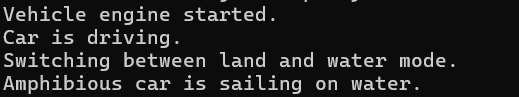 Vehicle engine started.
Car is driving.
Switching between land and water mode.
Amphibious car is sailing on water.